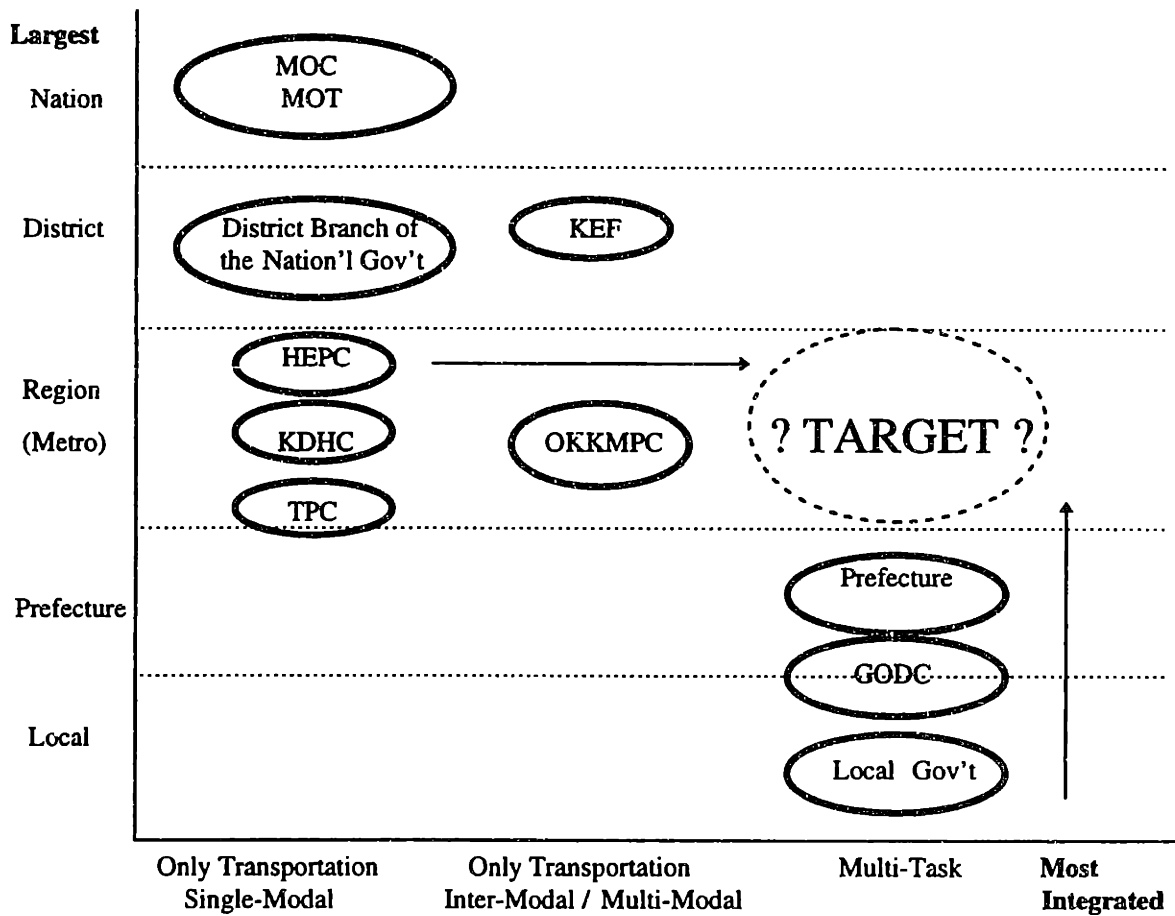 Largest
MOC
Nation
MOT
District
District Branch of
the Nation'l Gov't
KEF
HEPC
Region
(Metro)
KDHC
OKKMPC
? TARGET ?
TPC
Prefecture
Prefecture
GODC
Local
Local Gov't
Only Transportation
Single-Modal
Only Transportation
Inter-Modal / Multi-Modal
Multi-Task
Most
Integrated